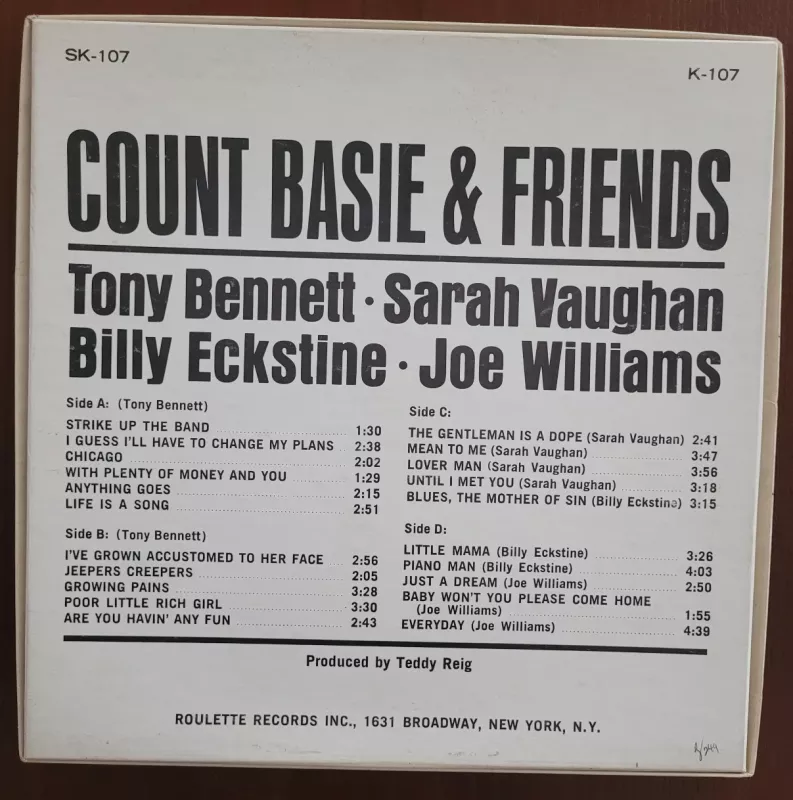 SK-107
K-107
COUNT BASIE & FRIENDS
Tony Bennett · Sarah Vaughan
Billy Eckstine · Joe Williams
Side A: (Tony Bennett)
STRIKE UP THE BAND 1:30
I GUESS I'LL HAVE TO CHANGE MY PLANS 2:38
CHICAGO 2:02
WITH PLENTY OF MONEY AND YOU 1:29
ANYTHING GOES 2:15
LIFE IS A SONG 2:51
Side B: (Tony Bennett)
I'VE GROWN ACCUSTOMED TO HER FACE 2:56
JEEPERS CREEPERS 2:05
GROWING PAINS 3:28
POOR LITTLE RICH GIRL 3:30
ARE YOU HAVIN' ANY FUN 2:43
Side C:
THE GENTLEMAN IS A DOPE (Sarah Vaughan) 2:41
MEAN TO ME (Sarah Vaughan) 3:47
LOVER MAN (Sarah Vaughan) 3:56
UNTIL I MET YOU (Sarah Vaughan) 3:18
BLUES, THE MOTHER OF SIN (Billy Eckstine) 3:15
Side D:
LITTLE MAMA (Billy Eckstine) 3:26
PIANO MAN (Billy Eckstine) 4:03
JUST A DREAM (Joe Williams) 2:50
BABY WON'T YOU PLEASE COME HOME
(Joe Williams) 1:55
EVERYDAY (Joe Williams) 4:39
Produced by Teddy Reig
ROULETTE RECORDS INC., 1631 BROADWAY, NEW YORK, N.Y.